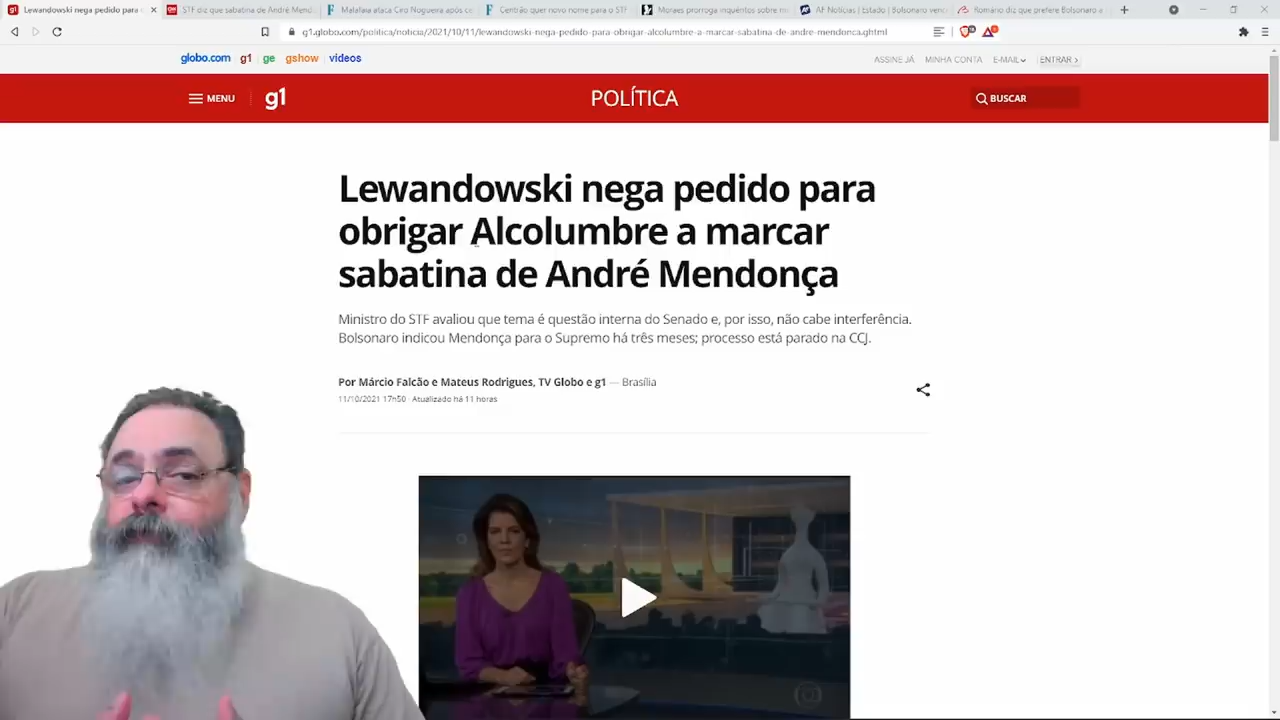 Lewandowski nega pedido para o
STF diz que sabatina de André Mend
Malafaia ataca Ciro Nogueira após ce
Centrão quer novo nome para o STF
Moraes prorroga inquéritos sobre mi
AF Notícias | Estado | Bolsonaro venc
Romário diz que prefere Bolsonaro a
g1.globo.com/politica/noticia/2021/10/11/lewandowski-nega-pedido-para-obrigar-alcolumbre-a-marcar-sabatina-de-andre-mendonca.ghtml
globo.com g1 ge gshow videos
ASSINE JÁ MINHA CONTA E-MAIL ENTRAR >
MENU g1 POLÍTICA BUSCAR
Lewandowski nega pedido para
obrigar Alcolumbre a marcar
sabatina de André Mendonça
Ministro do STF avaliou que tema é questão interna do Senado e, por isso, não cabe interferência.
Bolsonaro indicou Mendonça para o Supremo há três meses; processo está parado na CCJ.
Por Márcio Falcão e Mateus Rodrigues, TV Globo e g1 — Brasília
11/10/2021 17h50 · Atualizado há 11 horas